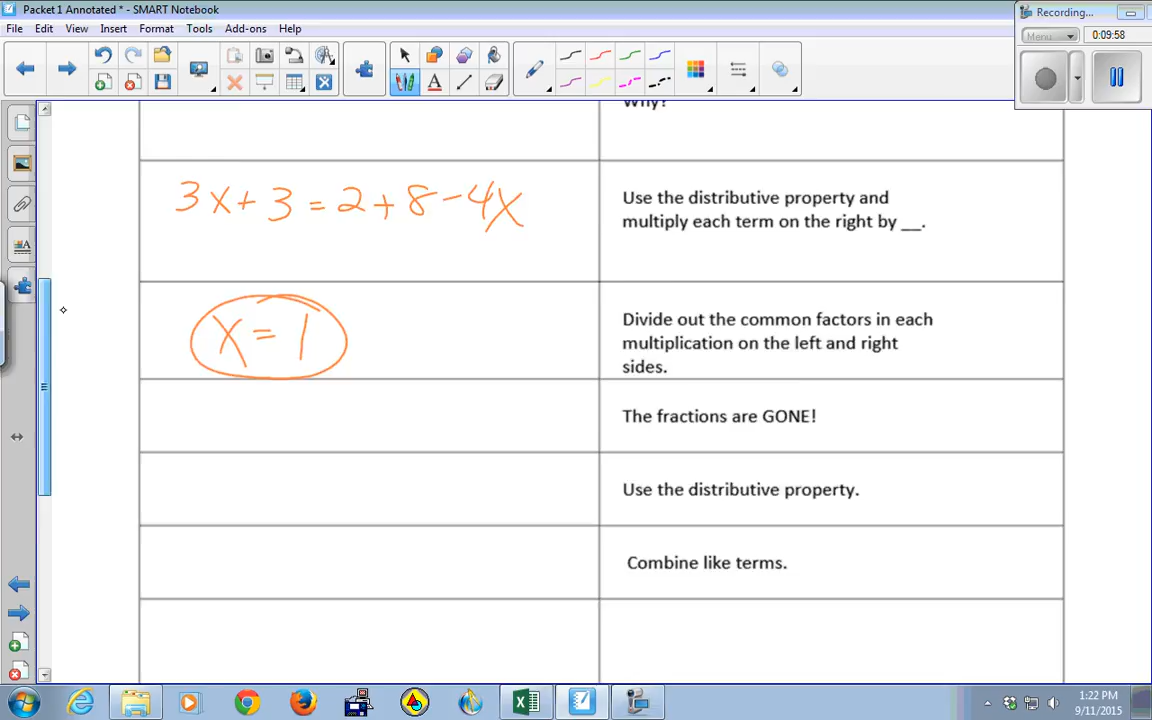 Packet 1 Annotated * - SMART Notebook
File Edit View Insert Format Tools Add-ons Help
Recording...
Menu
0:09:58
Why?
3x + 3 = 2 + 8 - 4x
Use the distributive property and
multiply each term on the right by __.
x = 1
Divide out the common factors in each
multiplication on the left and right
sides.
The fractions are GONE!
Use the distributive property.
Combine like terms.
1:22 PM
9/11/2015